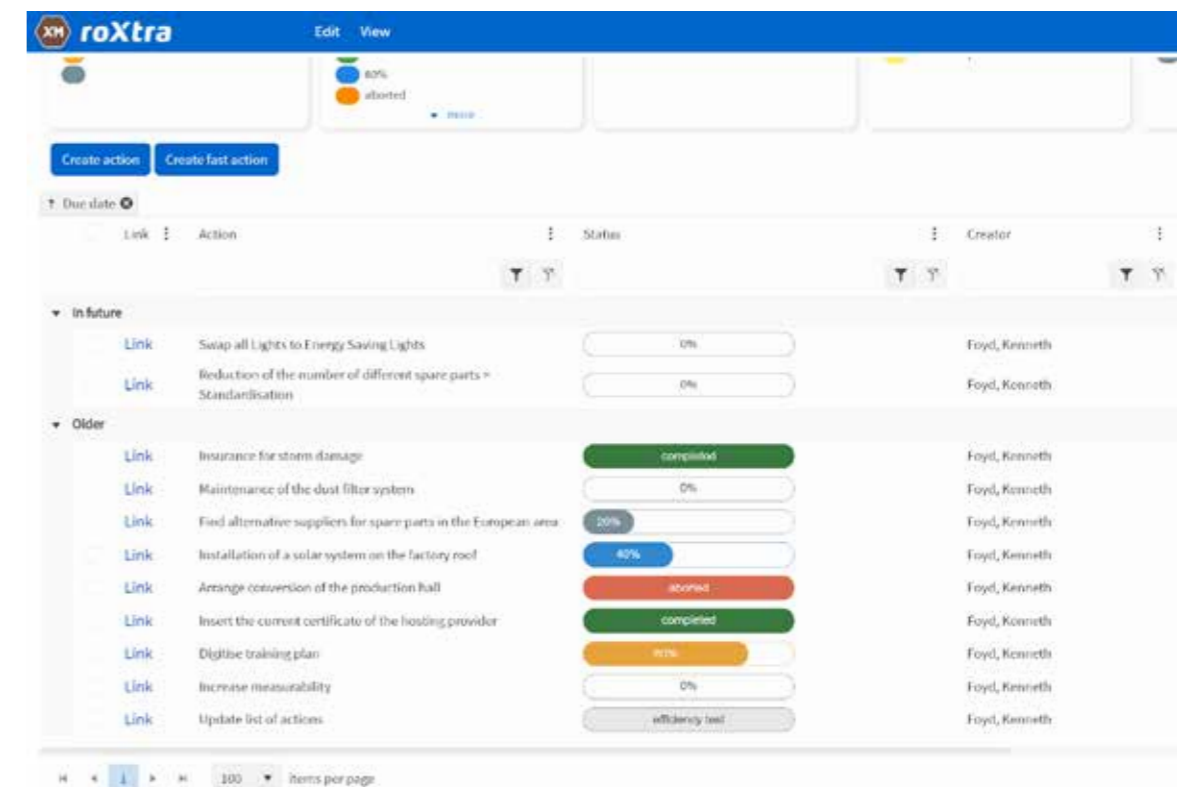 XM roXtra
Edit View
80%
aborted
more
Create action Create fast action
↑ Due date
Link Action Status Creator
In future
Link Swap all Lights to Energy Saving Lights 0% Foyd, Kenneth
Link Reduction of the number of different spare parts = 0% Foyd, Kenneth
Standardisation
Older
Link Insurance for storm damage completed Foyd, Kenneth
Link Maintenance of the dust filter system 0% Foyd, Kenneth
Link Find alternative suppliers for spare parts in the European area 20% Foyd, Kenneth
Link Installation of a solar system on the factory roof 40% Foyd, Kenneth
Link Arrange conversion of the production hall aborted Foyd, Kenneth
Link Insert the current certificate of the hosting provider completed Foyd, Kenneth
Link Digitise training plan 80% Foyd, Kenneth
Link Increase measurability 0% Foyd, Kenneth
Link Update list of actions efficiency test Foyd, Kenneth
1 100 items per page